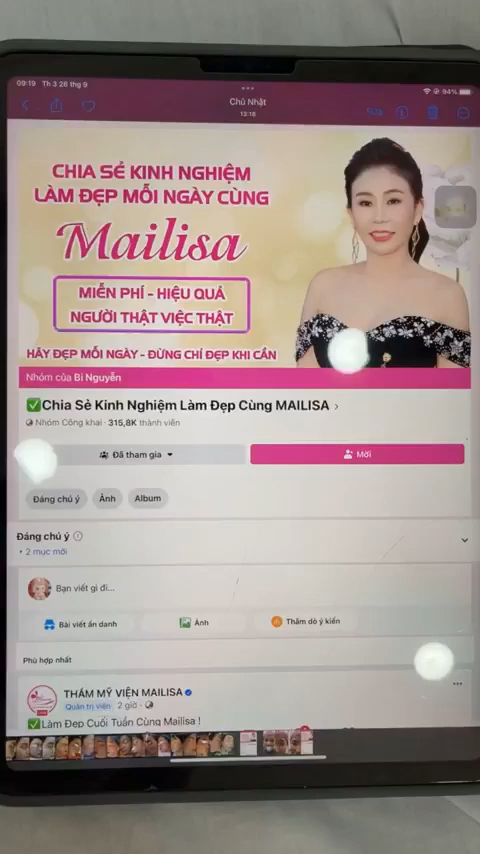 09:19 Th 3 26 thg 9
94%
Chủ Nhật
13:18
CHIA SẺ KINH NGHIỆM
LÀM ĐẸP MỖI NGÀY CÙNG
Mailisa
MIỄN PHÍ - HIỆU QUẢ
NGƯỜI THẬT VIỆC THẬT
HÃY ĐẸP MỖI NGÀY - ĐỪNG CHỈ ĐẸP KHI CẦN
Nhóm của Bi Nguyễn
Chia Sẻ Kinh Nghiệm Làm Đẹp Cùng MAILISA
Nhóm Công khai · 315,8K thành viên
Đã tham gia
Mời
Đáng chú ý
Ảnh
Album
Đáng chú ý
• 2 mục mới
Bạn viết gì đi...
Bài viết ẩn danh
Ảnh
Thăm dò ý kiến
Phù hợp nhất
THẨM MỸ VIỆN MAILISA
Quản trị viên · 2 giờ ·
Làm Đẹp Cuối Tuần Cùng Mailisa !